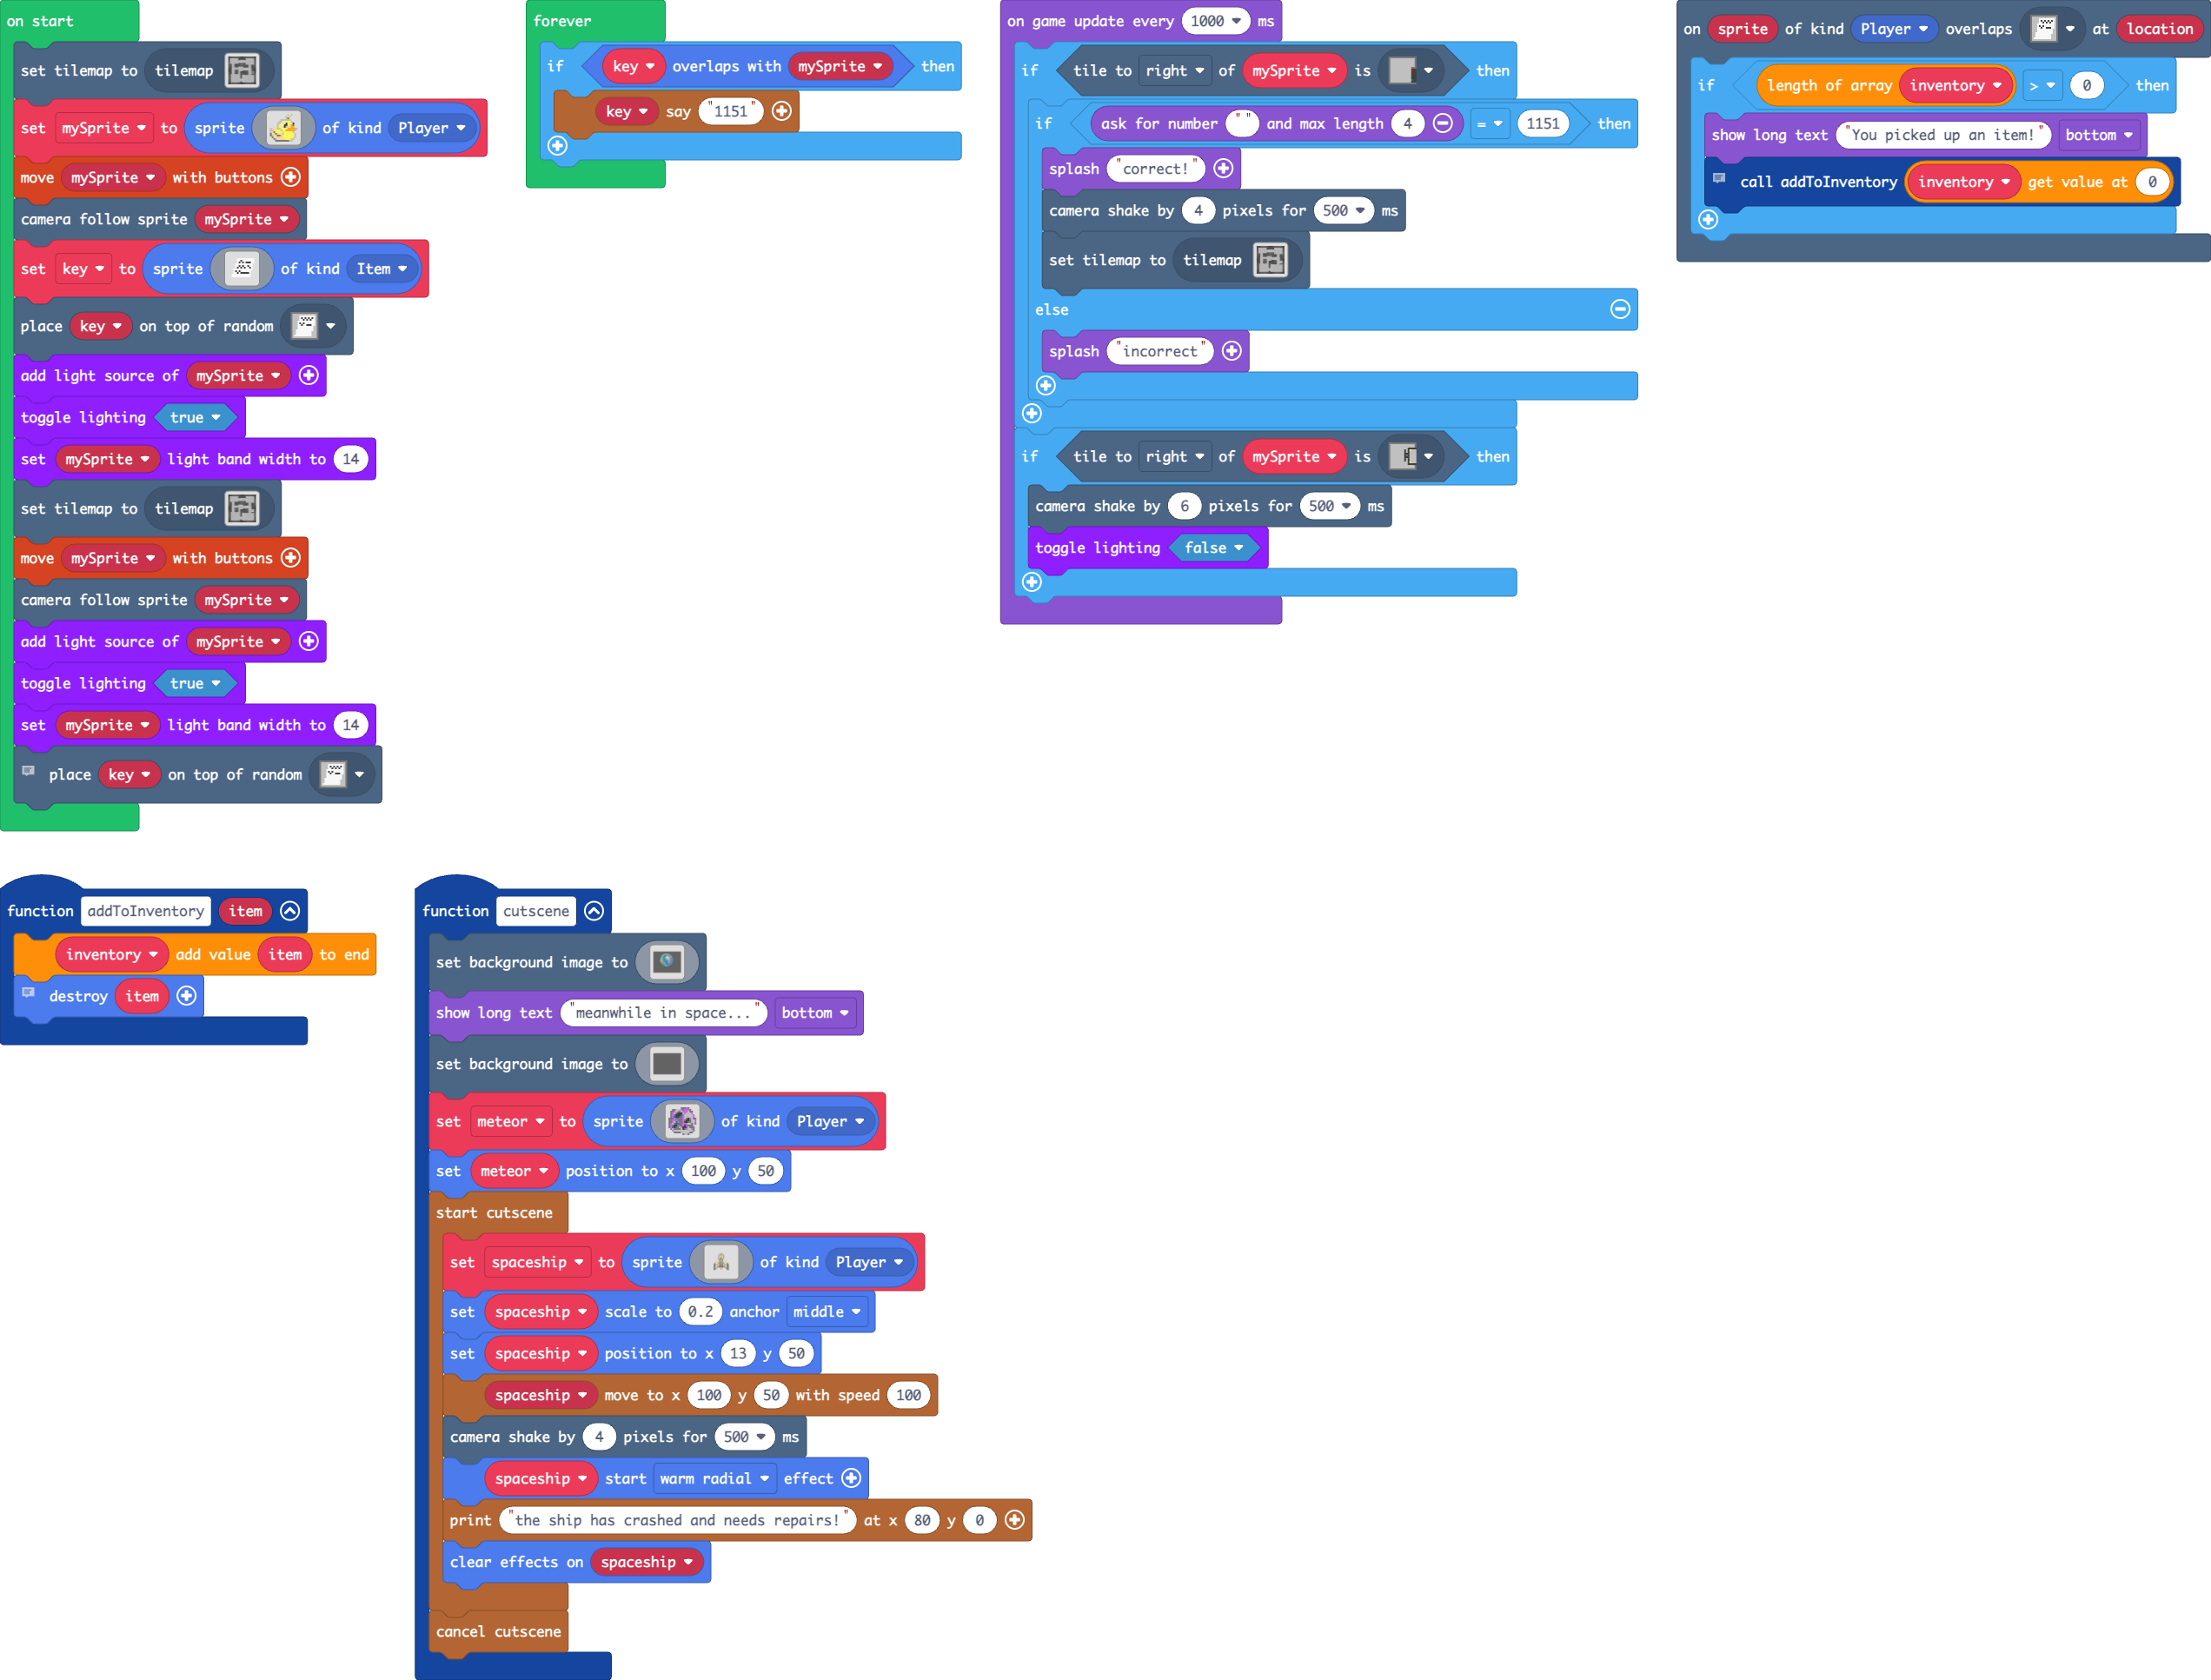 on start
set tilemap to tilemap
set mySprite to sprite of kind Player
move mySprite with buttons
camera follow sprite mySprite
set key to sprite of kind Item
place key on top of random
add light source of mySprite
toggle lighting true
set mySprite light band width to 14
set tilemap to tilemap
move mySprite with buttons
camera follow sprite mySprite
add light source of mySprite
toggle lighting true
set mySprite light band width to 14
place key on top of random
forever
if key overlaps with mySprite then
key say "1151"
on game update every 1000 ms
if tile to right of mySprite is then
if ask for number " " and max length 4 = 1151 then
splash "correct!"
camera shake by 4 pixels for 500 ms
set tilemap to tilemap
else
splash "incorrect"
if tile to right of mySprite is then
camera shake by 6 pixels for 500 ms
toggle lighting false
on sprite of kind Player overlaps at location
if length of array inventory > 0 then
show long text "You picked up an item!" bottom
call addToInventory inventory get value at 0
function addToInventory item
inventory add value item to end
destroy item
function cutscene
set background image to
show long text "meanwhile in space..." bottom
set background image to
set meteor to sprite of kind Player
set meteor position to x 100 y 50
start cutscene
set spaceship to sprite of kind Player
set spaceship scale to 0.2 anchor middle
set spaceship position to x 13 y 50
spaceship move to x 100 y 50 with speed 100
camera shake by 4 pixels for 500 ms
spaceship start warm radial effect
print "the ship has crashed and needs repairs!" at x 80 y 0
clear effects on spaceship
cancel cutscene